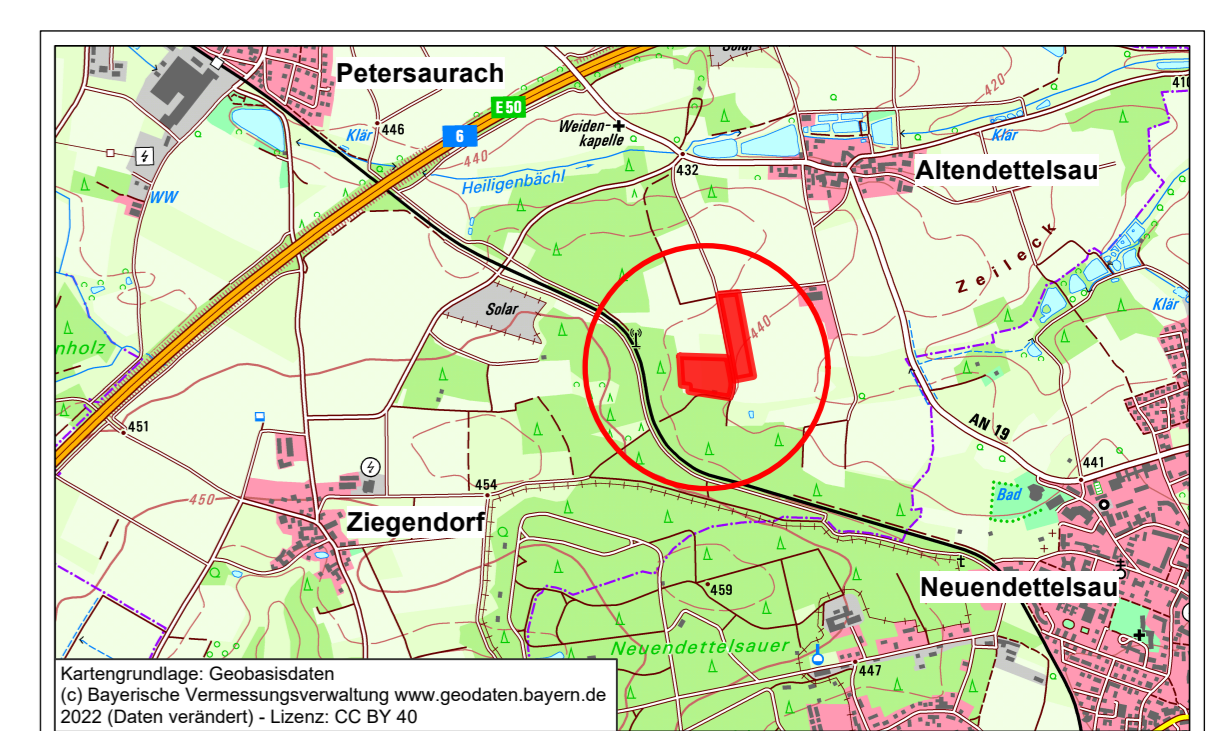 Solar
410
420
Petersaurach
E 50
Klär
446
6
440
Weiden-
kapelle
Klär
432
Altendettelsau
Heiligenbächl
WW
Zeileck
Klär
Solar
440
nholz
451
AN 19
441
450
454
Bad
Ziegendorf
459
Neuendettelsau
Neuendettelsauer
447
Kartengrundlage: Geobasisdaten
(c) Bayerische Vermessungsverwaltung www.geodaten.bayern.de
2022 (Daten verändert) - Lizenz: CC BY 40